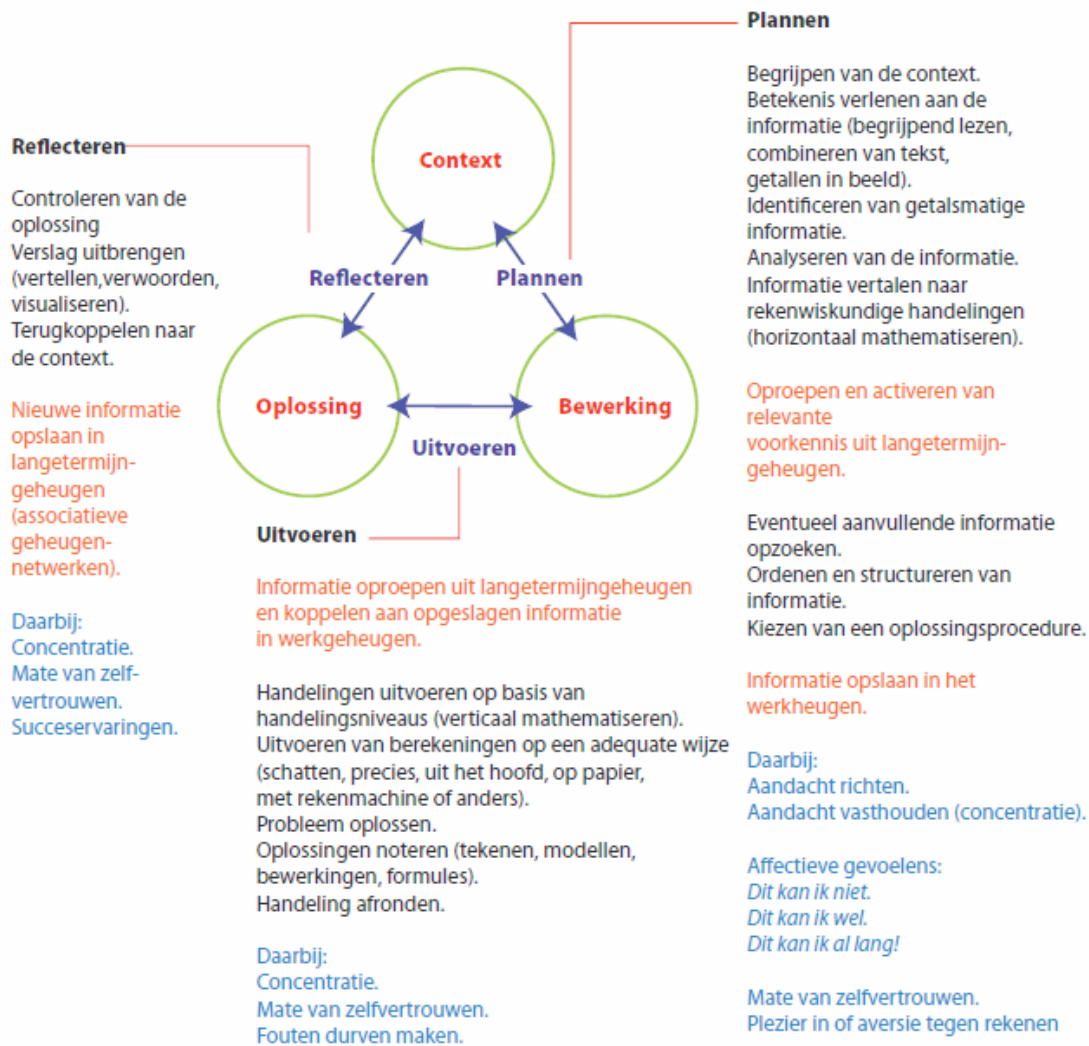 Plannen
Begrijpen van de context.
Betekenis verlenen aan de
informatie (begrijpend lezen,
combineren van tekst,
getallen in beeld).
Identificeren van getalsmatige
informatie.
Analyseren van de informatie.
Informatie vertalen naar
rekenwiskundige handelingen
(horizontaal mathematiseren).
Oproepen en activeren van
relevante
voorkennis uit langetermijn-
geheugen.
Eventueel aanvullende informatie
opzoeken.
Ordenen en structureren van
informatie.
Kiezen van een oplossingsprocedure.
Informatie opslaan in het
werkheugen.
Daarbij:
Aandacht richten.
Aandacht vasthouden (concentratie).
Affectieve gevoelens:
Dit kan ik niet.
Dit kan ik wel.
Dit kan ik al lang!
Mate van zelfvertrouwen.
Plezier in of aversie tegen rekenen
Context
Reflecteren
Plannen
Oplossing
Bewerking
Uitvoeren
Reflecteren
Controleren van de
oplossing
Verslag uitbrengen
(vertellen,verwoorden,
visualiseren).
Terugkoppelen naar
de context.
Nieuwe informatie
opslaan in
langetermijn-
geheugen
(associatieve
geheugen-
netwerken).
Daarbij:
Concentratie.
Mate van zelf-
vertrouwen.
Succeservaringen.
Uitvoeren
Informatie oproepen uit langetermijngeheugen
en koppelen aan opgeslagen informatie
in werkgeheugen.
Handelingen uitvoeren op basis van
handelingsniveaus (verticaal mathematiseren).
Uitvoeren van berekeningen op een adequate wijze
(schatten, precies, uit het hoofd, op papier,
met rekenmachine of anders).
Probleem oplossen.
Oplossingen noteren (tekenen, modellen,
bewerkingen, formules).
Handeling afronden.
Daarbij:
Concentratie.
Mate van zelfvertrouwen.
Fouten durven maken.